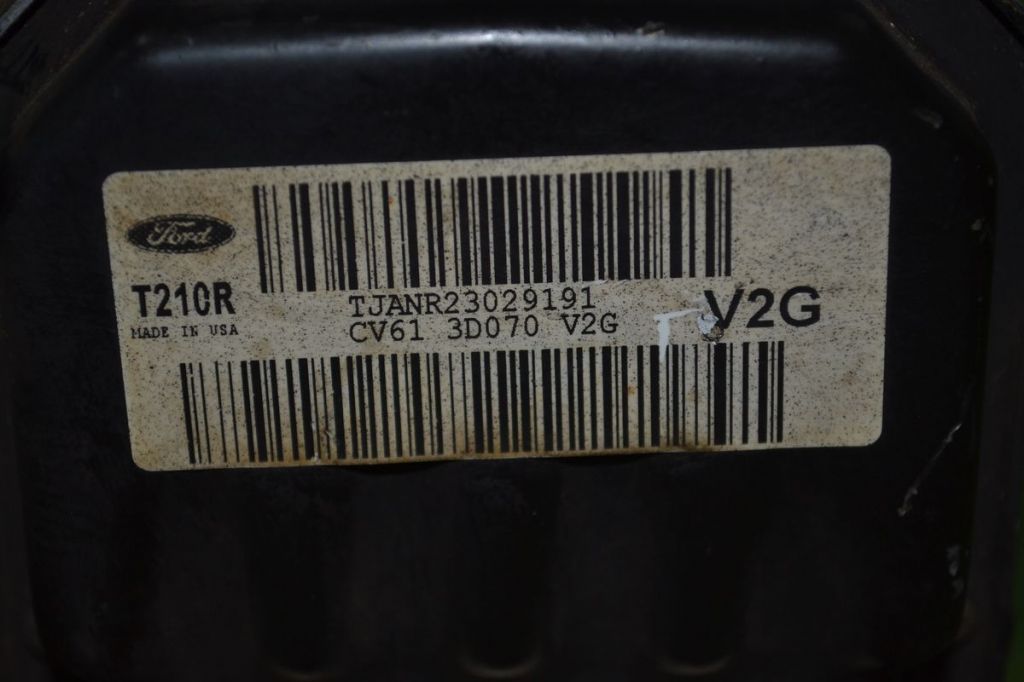 Ford
T210R
MADE IN USA
TJANR23029191
CV61 3D070 V2G
V2G